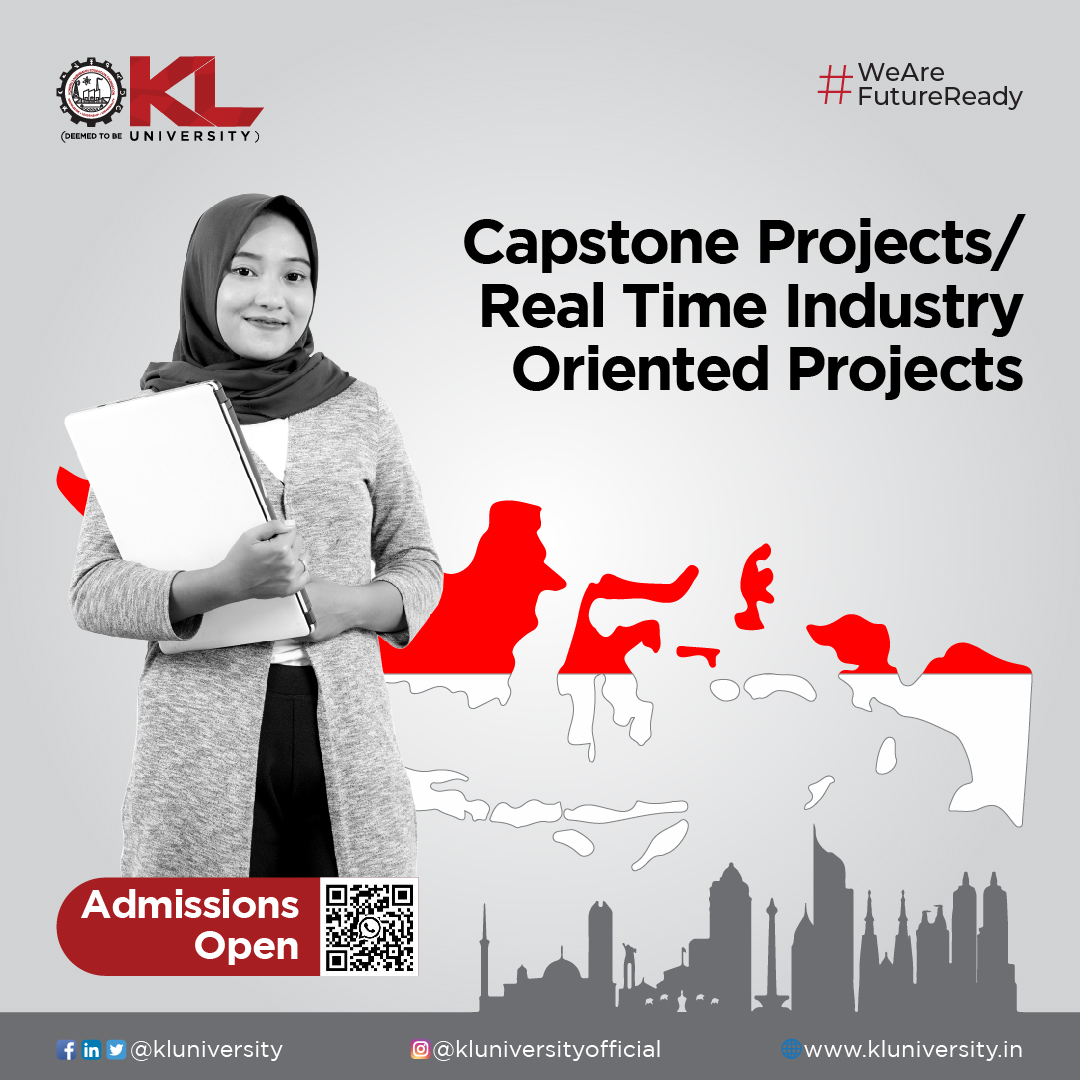 KL
(DEEMED TO BE UNIVERSITY)
#WeAre
FutureReady
Capstone Projects/
Real Time Industry
Oriented Projects
Admissions
Open
@kluniversity
@kluniversityofficial
www.kluniversity.in